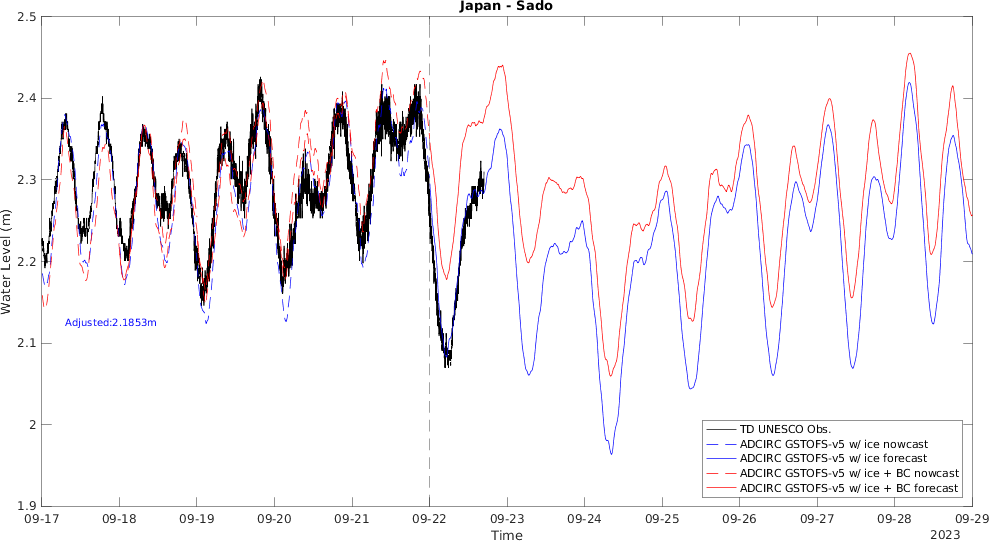 Japan - Sado
2.5
2.4
2.3
2.2
2.1
2
1.9
Water Level (m)
Adjusted:2.1853m
TD UNESCO Obs.
ADCIRC GSTOFS-v5 w/ ice nowcast
ADCIRC GSTOFS-v5 w/ ice forecast
ADCIRC GSTOFS-v5 w/ ice + BC nowcast
ADCIRC GSTOFS-v5 w/ ice + BC forecast
09-17 09-18 09-19 09-20 09-21 09-22 09-23 09-24 09-25 09-26 09-27 09-28 09-29
Time
2023